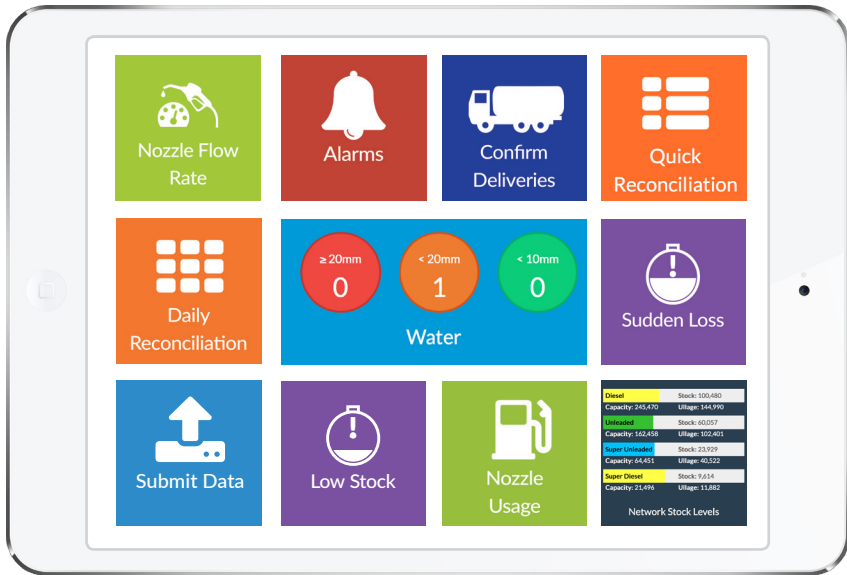 Nozzle Flow
Rate
Alarms
Confirm
Deliveries
Quick
Reconciliation
Daily
Reconciliation
≥ 20mm
0
< 20mm
1
< 10mm
0
Water
Sudden Loss
Submit Data
Low Stock
Nozzle
Usage
Diesel Stock: 100,480
Capacity: 245,470 Ullage: 144,990
Unleaded Stock: 60,057
Capacity: 162,458 Ullage: 102,401
Super Unleaded Stock: 23,929
Capacity: 64,451 Ullage: 40,522
Super Diesel Stock: 9,614
Capacity: 21,496 Ullage: 11,882
Network Stock Levels